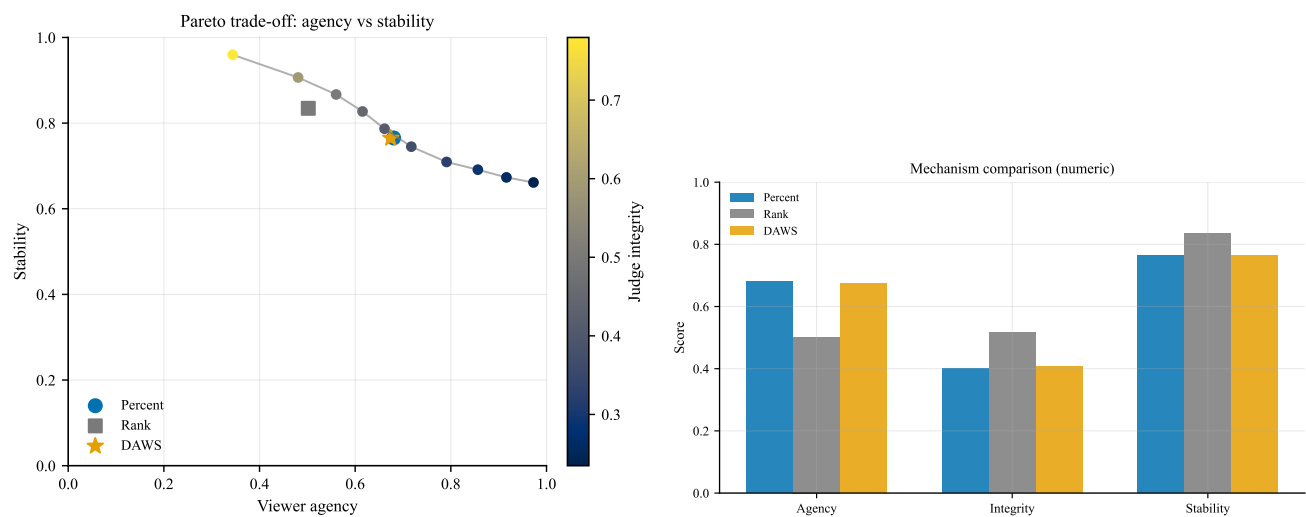 Pareto trade-off: agency vs stability
1.0
0.8
0.6
0.4
0.2
0.0
Stability
0.0 0.2 0.4 0.6 0.8 1.0
Viewer agency
Percent
Rank
DAWS
0.7
0.6
0.5
0.4
0.3
Judge integrity
Mechanism comparison (numeric)
1.0
0.8
0.6
0.4
0.2
0.0
Score
Percent
Rank
DAWS
Agency Integrity Stability